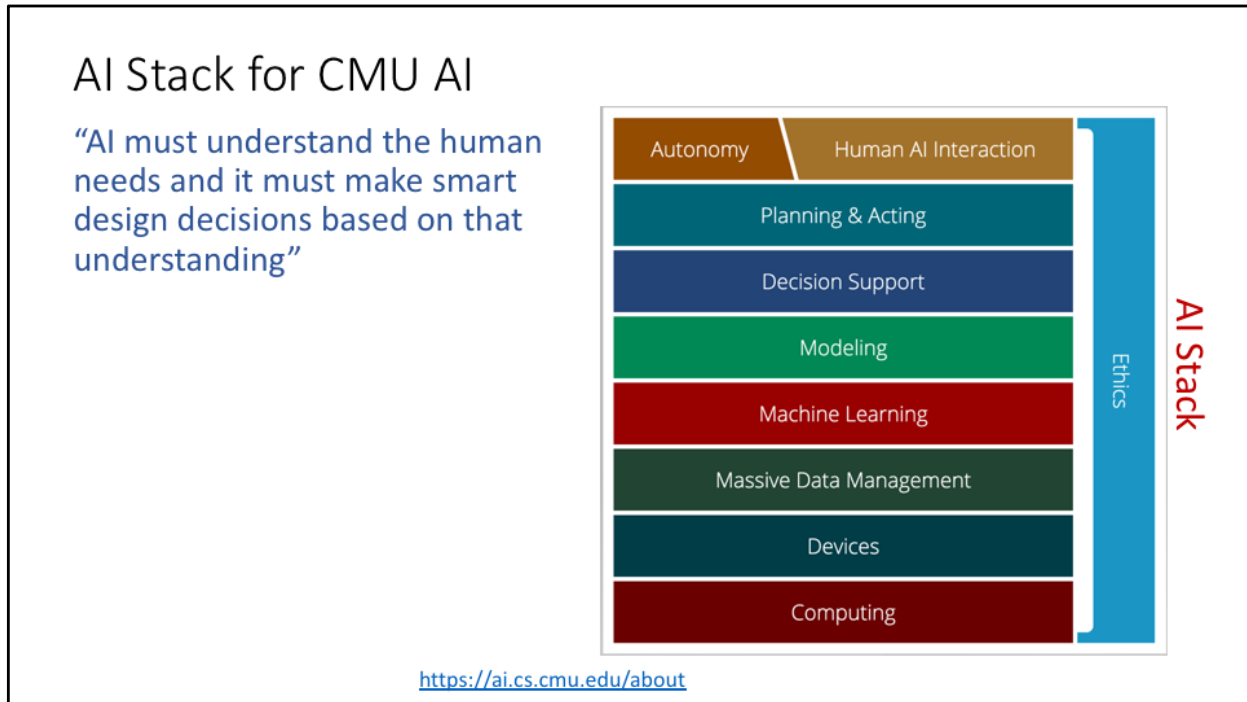 AI Stack for CMU AI
“AI must understand the human
needs and it must make smart
design decisions based on that
understanding”
Autonomy
Human AI Interaction
Planning & Acting
Decision Support
Modeling
Machine Learning
Massive Data Management
Devices
Computing
Ethics
AI Stack
https://ai.cs.cmu.edu/about